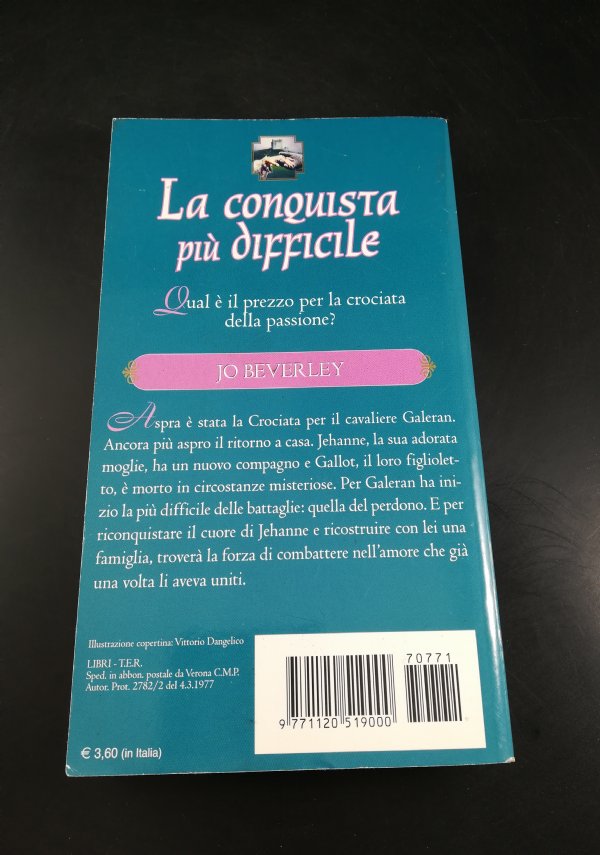 La conquista
più difficile
Qual è il prezzo per la crociata
della passione?
JO BEVERLEY
Aspra è stata la Crociata per il cavaliere Galeran.
Ancora più aspro il ritorno a casa. Jehanne, la sua adorata
moglie, ha un nuovo compagno e Gallot, il loro figliolet-
to, è morto in circostanze misteriose. Per Galeran ha ini-
zio la più difficile delle battaglie: quella del perdono. E per
riconquistare il cuore di Jehanne e ricostruire con lei una
famiglia, troverà la forza di combattere nell'amore che già
una volta li aveva uniti.
Illustrazione copertina: Vittorio Dangelico
LIBRI - T.E.R.
Sped. in abbon. postale da Verona C.M.P.
Autor. Prot. 2782/2 del 4.3.1977
€ 3,60 (in Italia)
70771
9 771120 519000